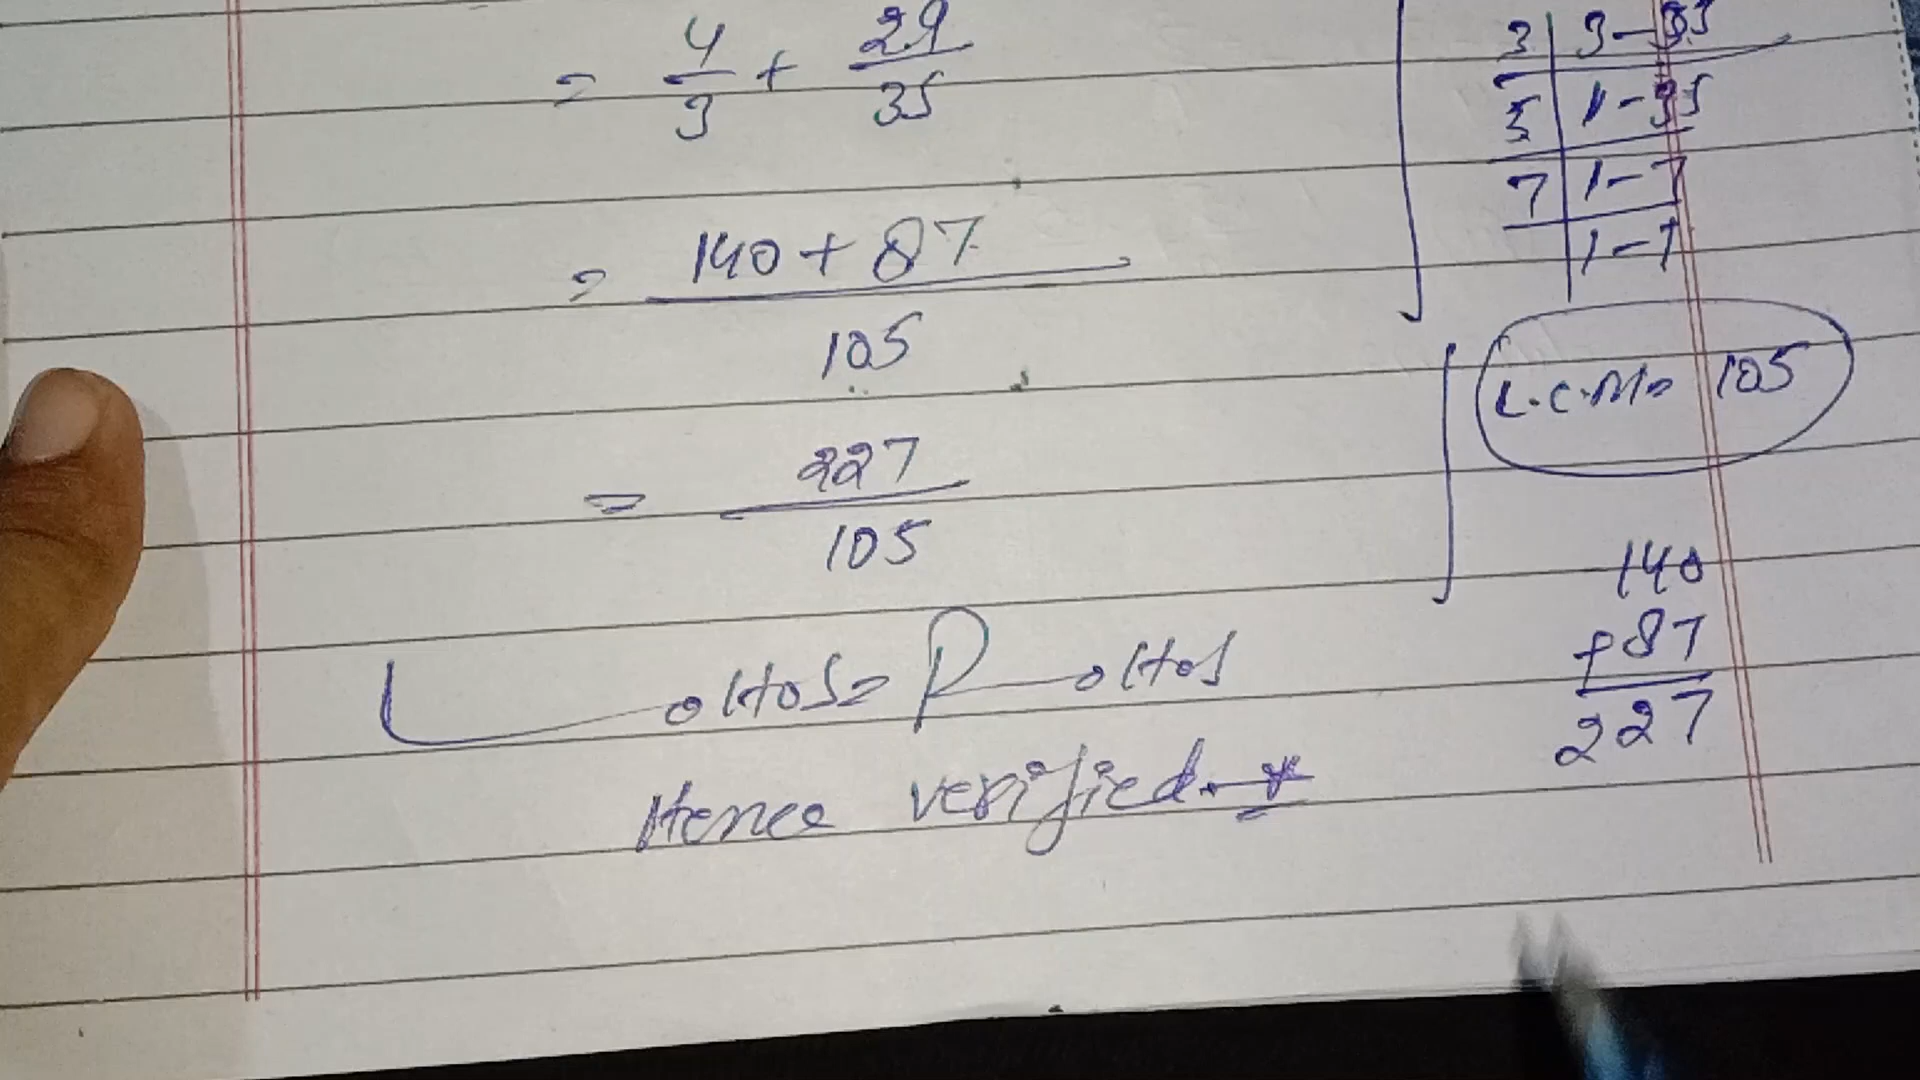 = 4/3 + 29/35
= 140 + 87
105
= 227
105
L.H.S = R.H.S
Hence verified.
3 | 3 - 35
5 | 1 - 35
7 | 1 - 7
1 - 1
L.C.M = 105
140
+ 87
227